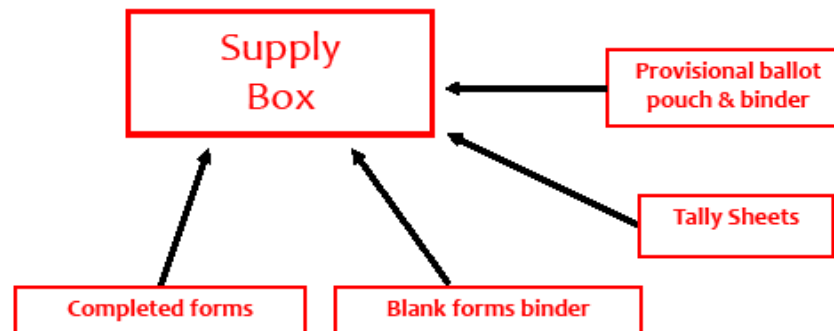 Supply
Box
Provisional ballot
pouch & binder
Tally Sheets
Completed forms
Blank forms binder